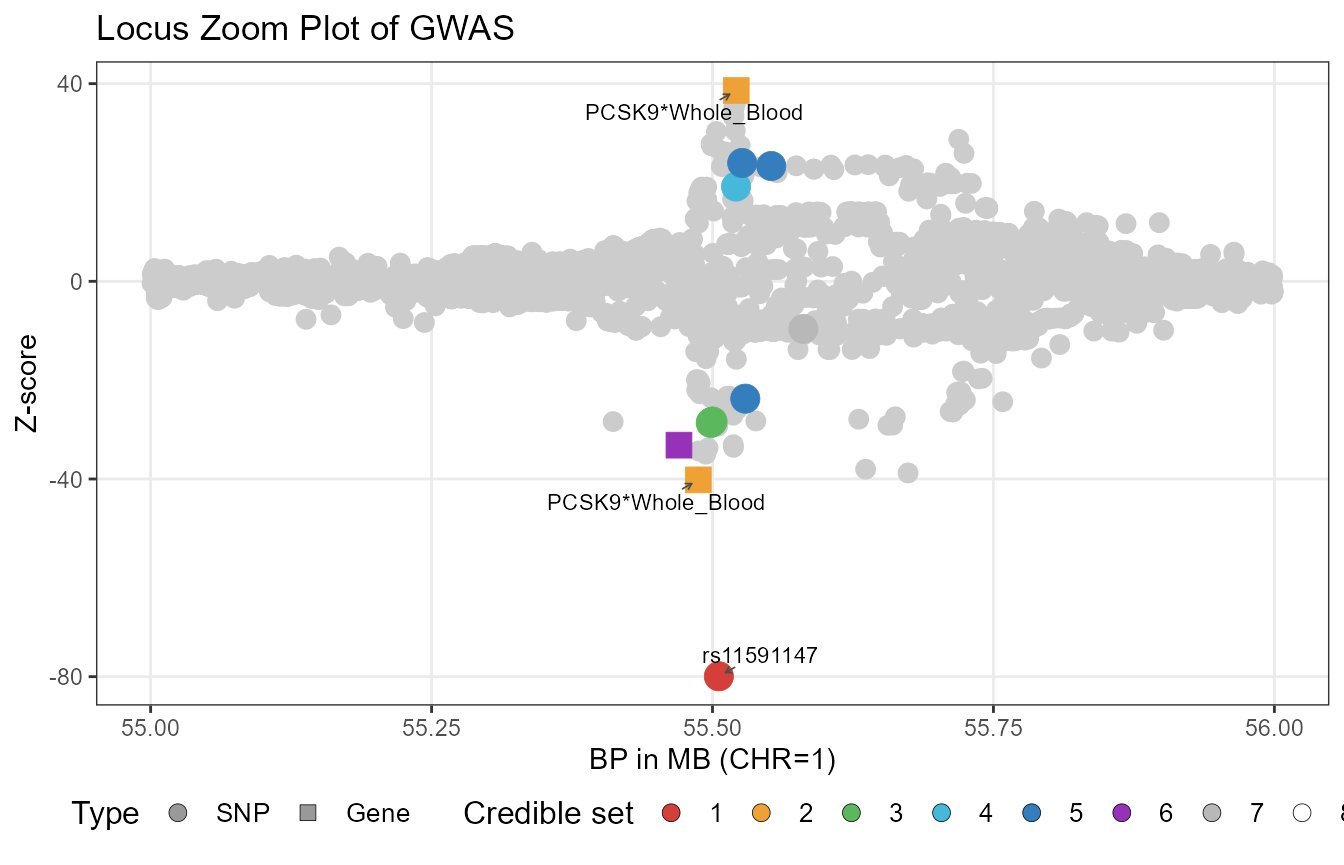 Locus Zoom Plot of GWAS
40
PCSK9*Whole_Blood
0
Z-score
-40
PCSK9*Whole_Blood
rs11591147
-80
55.00 55.25 55.50 55.75 56.00
BP in MB (CHR=1)
Type SNP Gene Credible set 1 2 3 4 5 6 7 8